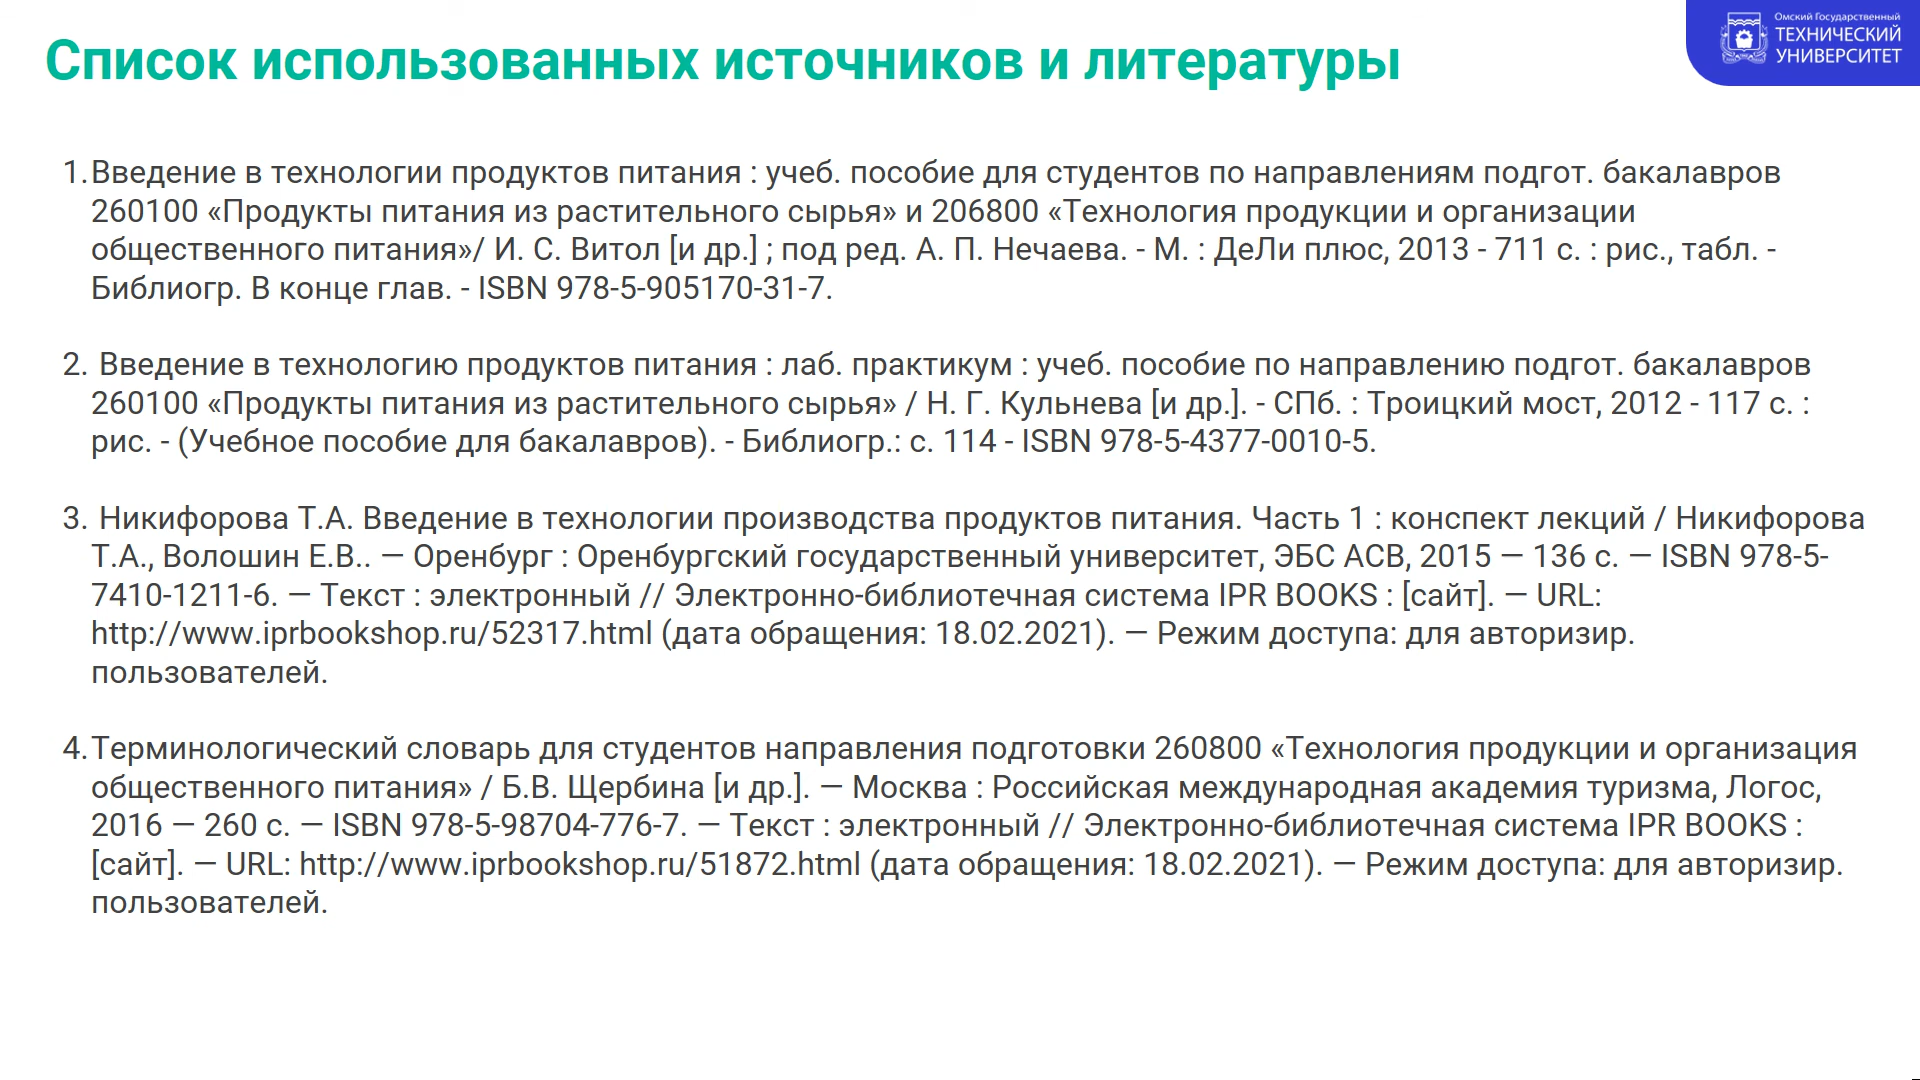 Список использованных источников и литературы
Омский Государственный
ТЕХНИЧЕСКИЙ
УНИВЕРСИТЕТ
1. Введение в технологии продуктов питания : учеб. пособие для студентов по направлениям подгот. бакалавров
260100 «Продукты питания из растительного сырья» и 206800 «Технология продукции и организации
общественного питания»/ И. С. Витол [и др.] ; под ред. А. П. Нечаева. - М. : ДеЛи плюс, 2013 - 711 с. : рис., табл. -
Библиогр. В конце глав. - ISBN 978-5-905170-31-7.
2. Введение в технологию продуктов питания : лаб. практикум : учеб. пособие по направлению подгот. бакалавров
260100 «Продукты питания из растительного сырья» / Н. Г. Кульнева [и др.]. - СПб. : Троицкий мост, 2012 - 117 с. :
рис. - (Учебное пособие для бакалавров). - Библиогр.: с. 114 - ISBN 978-5-4377-0010-5.
3. Никифорова Т.А. Введение в технологии производства продуктов питания. Часть 1 : конспект лекций / Никифорова
Т.А., Волошин Е.В.. — Оренбург : Оренбургский государственный университет, ЭБС АСВ, 2015 — 136 с. — ISBN 978-5-
7410-1211-6. — Текст : электронный // Электронно-библиотечная система IPR BOOKS : [сайт]. — URL:
http://www.iprbookshop.ru/52317.html (дата обращения: 18.02.2021). — Режим доступа: для авторизир.
пользователей.
4. Терминологический словарь для студентов направления подготовки 260800 «Технология продукции и организация
общественного питания» / Б.В. Щербина [и др.]. — Москва : Российская международная академия туризма, Логос,
2016 — 260 с. — ISBN 978-5-98704-776-7. — Текст : электронный // Электронно-библиотечная система IPR BOOKS :
[сайт]. — URL: http://www.iprbookshop.ru/51872.html (дата обращения: 18.02.2021). — Режим доступа: для авторизир.
пользователей.